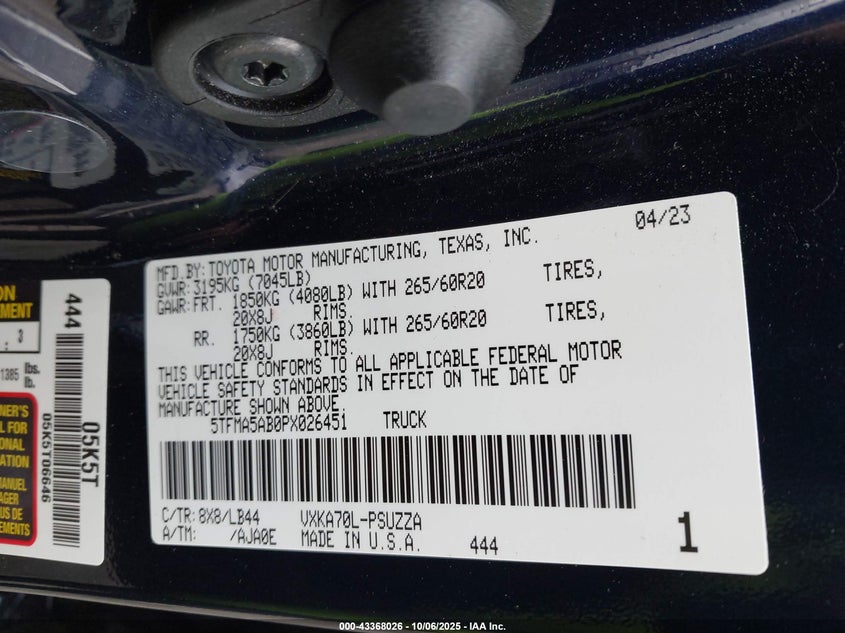 04/23
MFD.BY:TOYOTA MOTOR MANUFACTURING, TEXAS, INC.
GVWR:3195KG (7045LB)
GAWR:FRT. 1850KG (4080LB) WITH 265/60R20 TIRES,
20X8J RIMS.
RR. 1750KG (3860LB) WITH 265/60R20 TIRES,
20X8J RIMS.
THIS VEHICLE CONFORMS TO ALL APPLICABLE FEDERAL MOTOR
VEHICLE SAFETY STANDARDS IN EFFECT ON THE DATE OF
MANUFACTURE SHOWN ABOVE.
5TFMA5AB0PX026451 TRUCK
C/TR: 8X8/LB44 VXKA70L-PSUZZA
A/TM: /AJA0E MADE IN U.S.A. 444 1
444
05K5T
05K5T06646
1385 lbs.
lb.
000-43368026 - 10/06/2025 - IAA Inc.